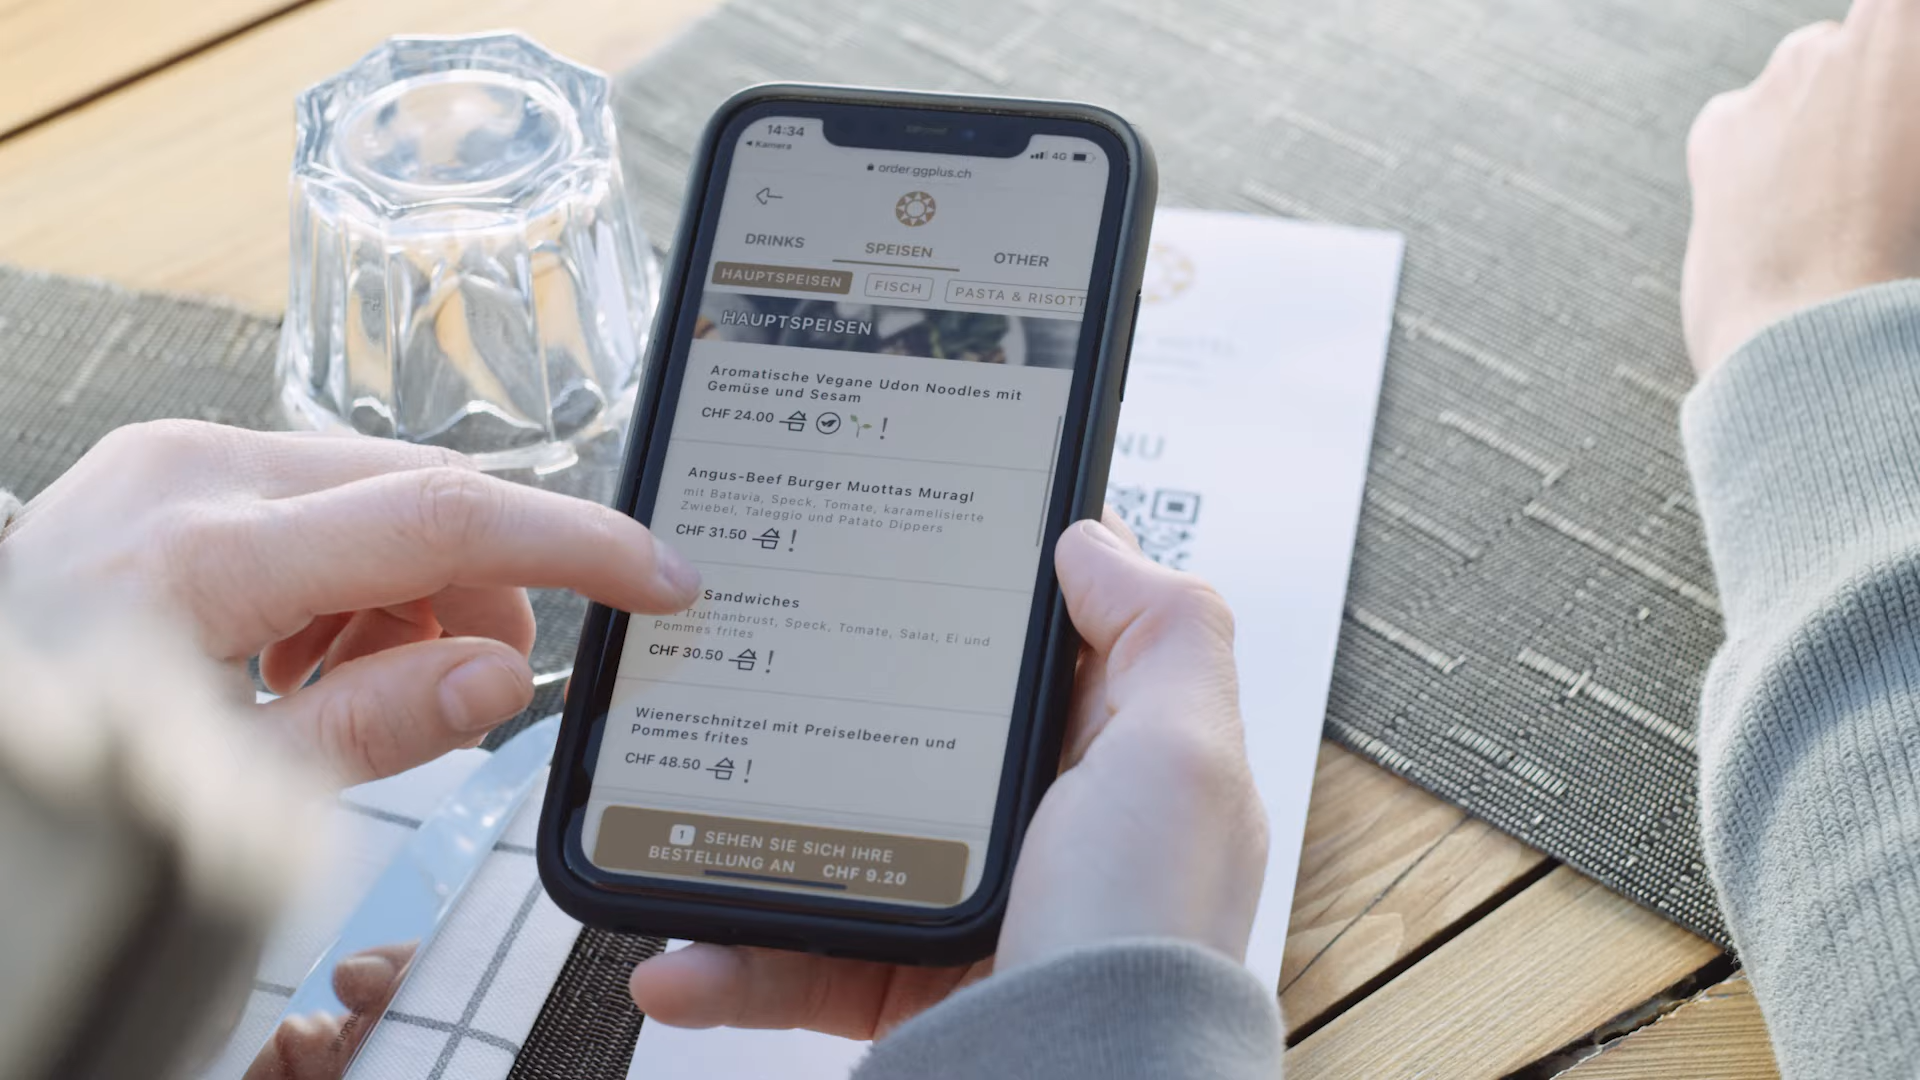 14:34
◂ Kamera
4G
order.ggplus.ch
DRINKS
SPEISEN
OTHER
HAUPTSPEISEN
FISCH
PASTA & RISOTT
HAUPTSPEISEN
Aromatische Vegane Udon Noodles mit
Gemüse und Sesam
CHF 24.00
!
Angus-Beef Burger Muottas Muragl
mit Batavia, Speck, Tomate, karamelisierte
Zwiebel, Taleggio und Patato Dippers
CHF 31.50
!
Sandwiches
Truthanbrust, Speck, Tomate, Salat, Ei und
Pommes frites
CHF 30.50
!
Wienerschnitzel mit Preiselbeeren und
Pommes frites
CHF 48.50
!
1 SEHEN SIE SICH IHRE
BESTELLUNG AN CHF 9.20
HOTEL
NU